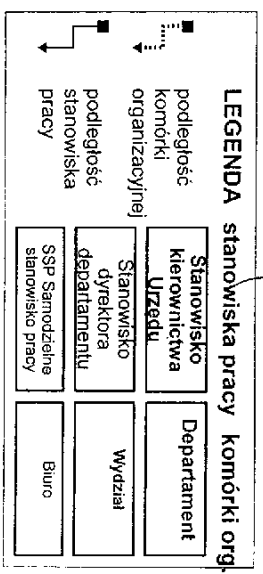 LEGENDA stanowiska pracy komórki org.
podległość
komórki
organizacyjnej
Stanowisko
kierownictwa
Urzędu
Departament
podległość
stanowiska
pracy
Stanowisko
dyrektora
departamentu
Wydział
SSP Samodzielne
stanowisko pracy
Biuro